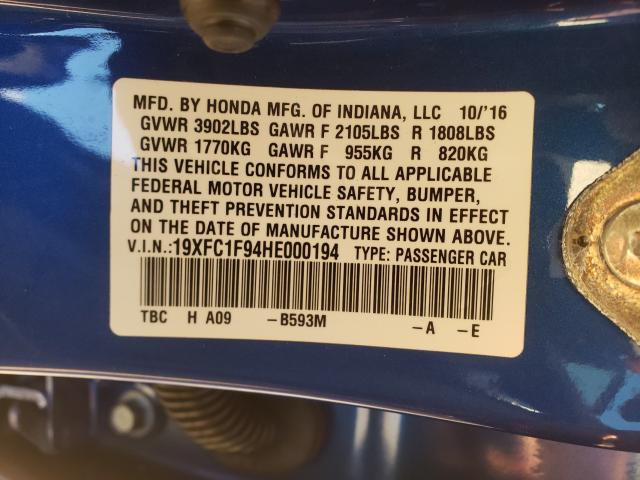 MFD. BY HONDA MFG. OF INDIANA, LLC 10/'16
GVWR 3902LBS GAWR F 2105LBS R 1808LBS
GVWR 1770KG GAWR F 955KG R 820KG
THIS VEHICLE CONFORMS TO ALL APPLICABLE
FEDERAL MOTOR VEHICLE SAFETY, BUMPER,
AND THEFT PREVENTION STANDARDS IN EFFECT
ON THE DATE OF MANUFACTURE SHOWN ABOVE.
V.I.N.:19XFC1F94HE000194 TYPE: PASSENGER CAR
TBC H A09 -B593M -A -E